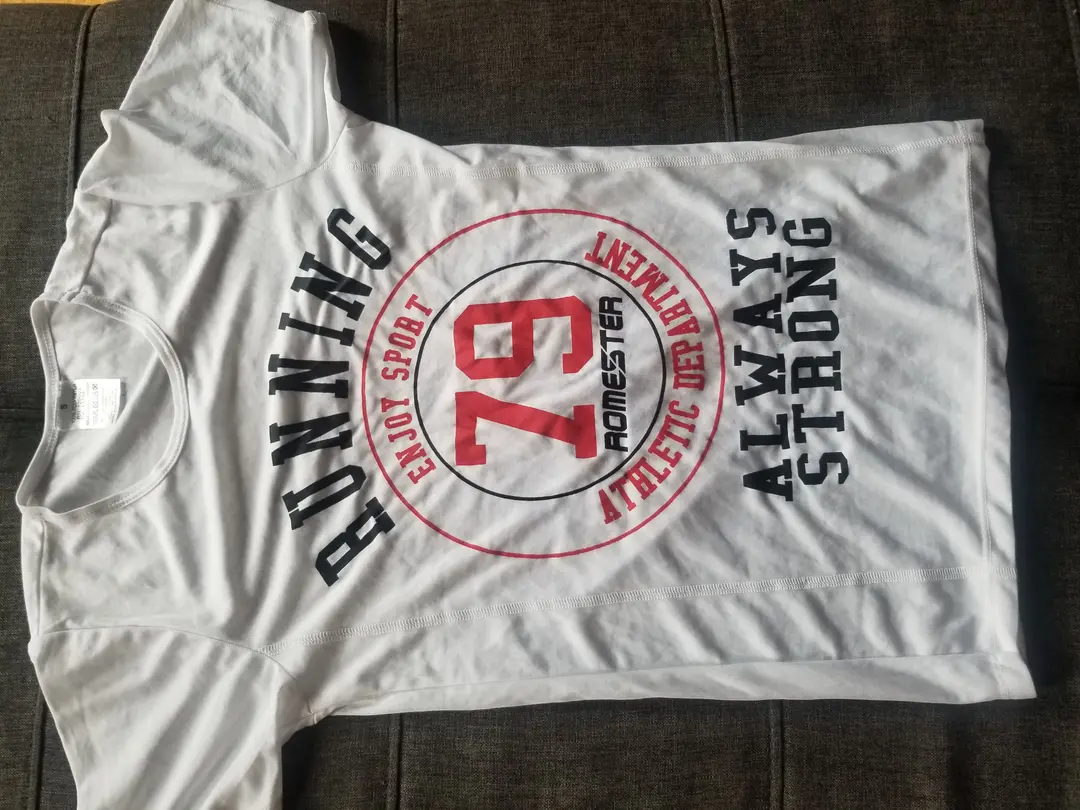 S
RUNNING
ENJOY SPORT
79
ROMESTER
ATHLETIC DEPARTMENT
ALWAYS
STRONG